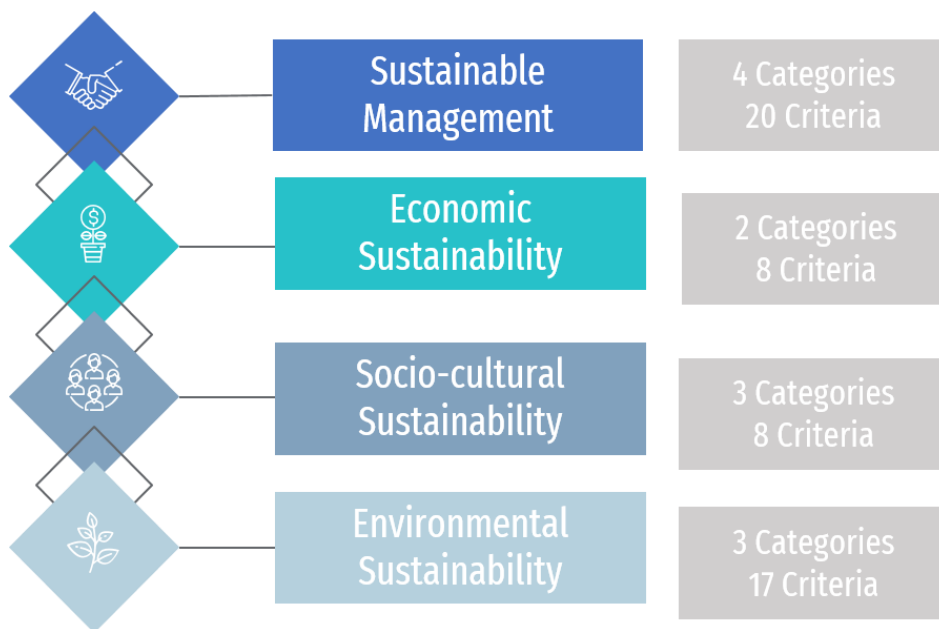 Sustainable
Management
4 Categories
20 Criteria
$
Economic
Sustainability
2 Categories
8 Criteria
Socio-cultural
Sustainability
3 Categories
8 Criteria
Environmental
Sustainability
3 Categories
17 Criteria